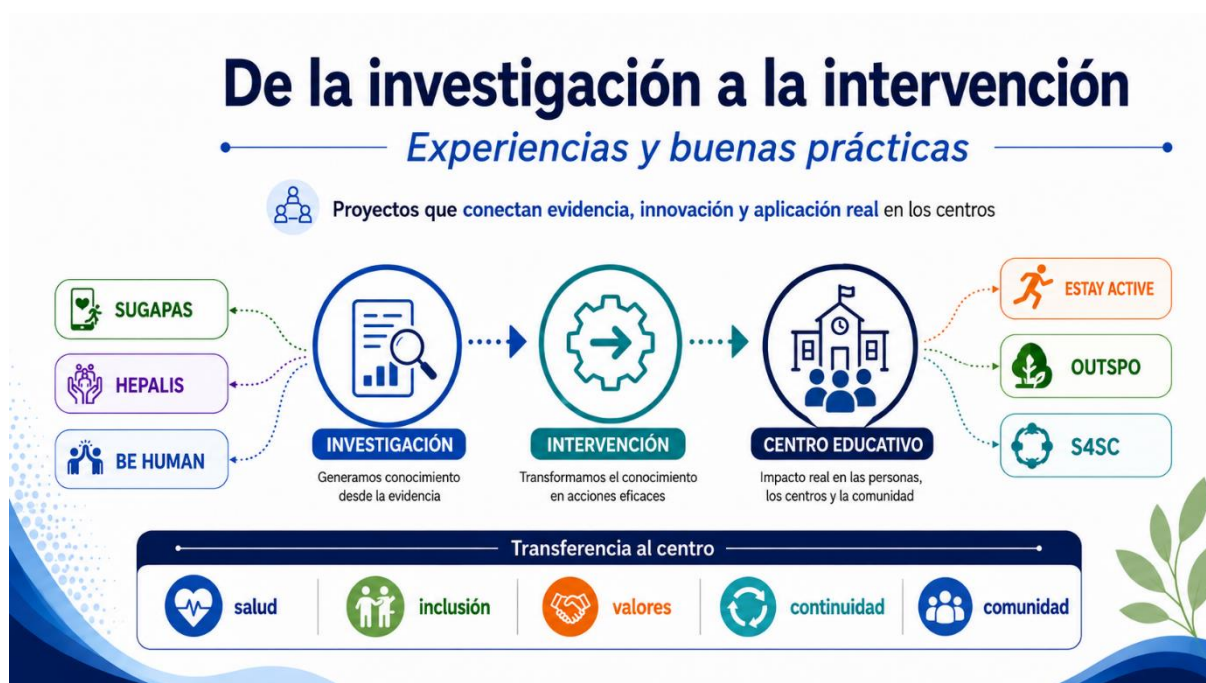 De la investigación a la intervención
Experiencias y buenas prácticas
Proyectos que conectan evidencia, innovación y aplicación real en los centros
SUGAPAS
HEPALIS
BE HUMAN
INVESTIGACIÓN
Generamos conocimiento
desde la evidencia
INTERVENCIÓN
Transformamos el conocimiento
en acciones eficaces
CENTRO EDUCATIVO
Impacto real en las personas,
los centros y la comunidad
ESTAY ACTIVE
OUTSPO
S4SC
Transferencia al centro
salud
inclusión
valores
continuidad
comunidad